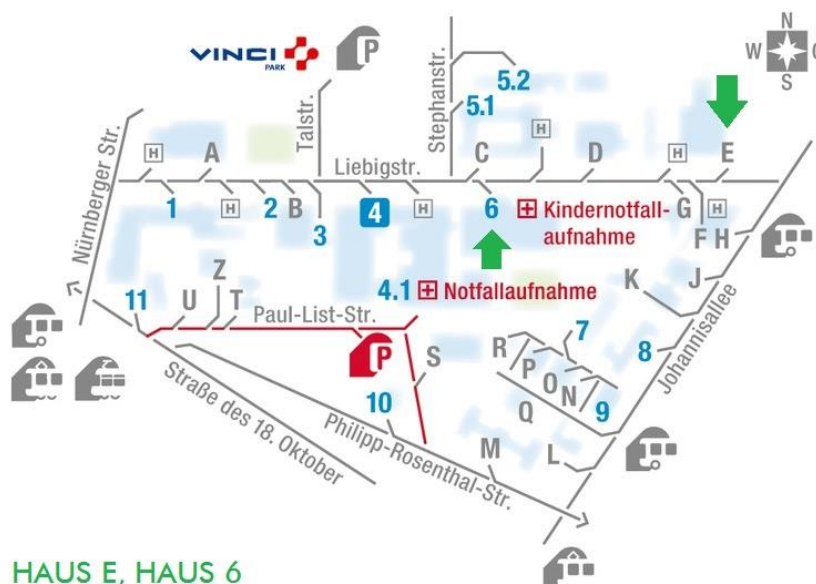 N
W O
S
VINCI
PARK
P
Stephanstr.
5.2
5.1
Talstr.
Nürnberger Str.
H
A
Liebigstr.
C
H
D
H
E
1
H
2
B
3
4
H
6
Kindernotfall-
aufnahme
G
F
H
H
4.1
Notfallaufnahme
K
J
Johannisallee
11
U
Z
T
Paul-List-Str.
P
S
R
P
O
N
7
8
9
Q
10
Straße des 18. Oktober
Philipp-Rosenthal-Str.
M
L
HAUS E, HAUS 6